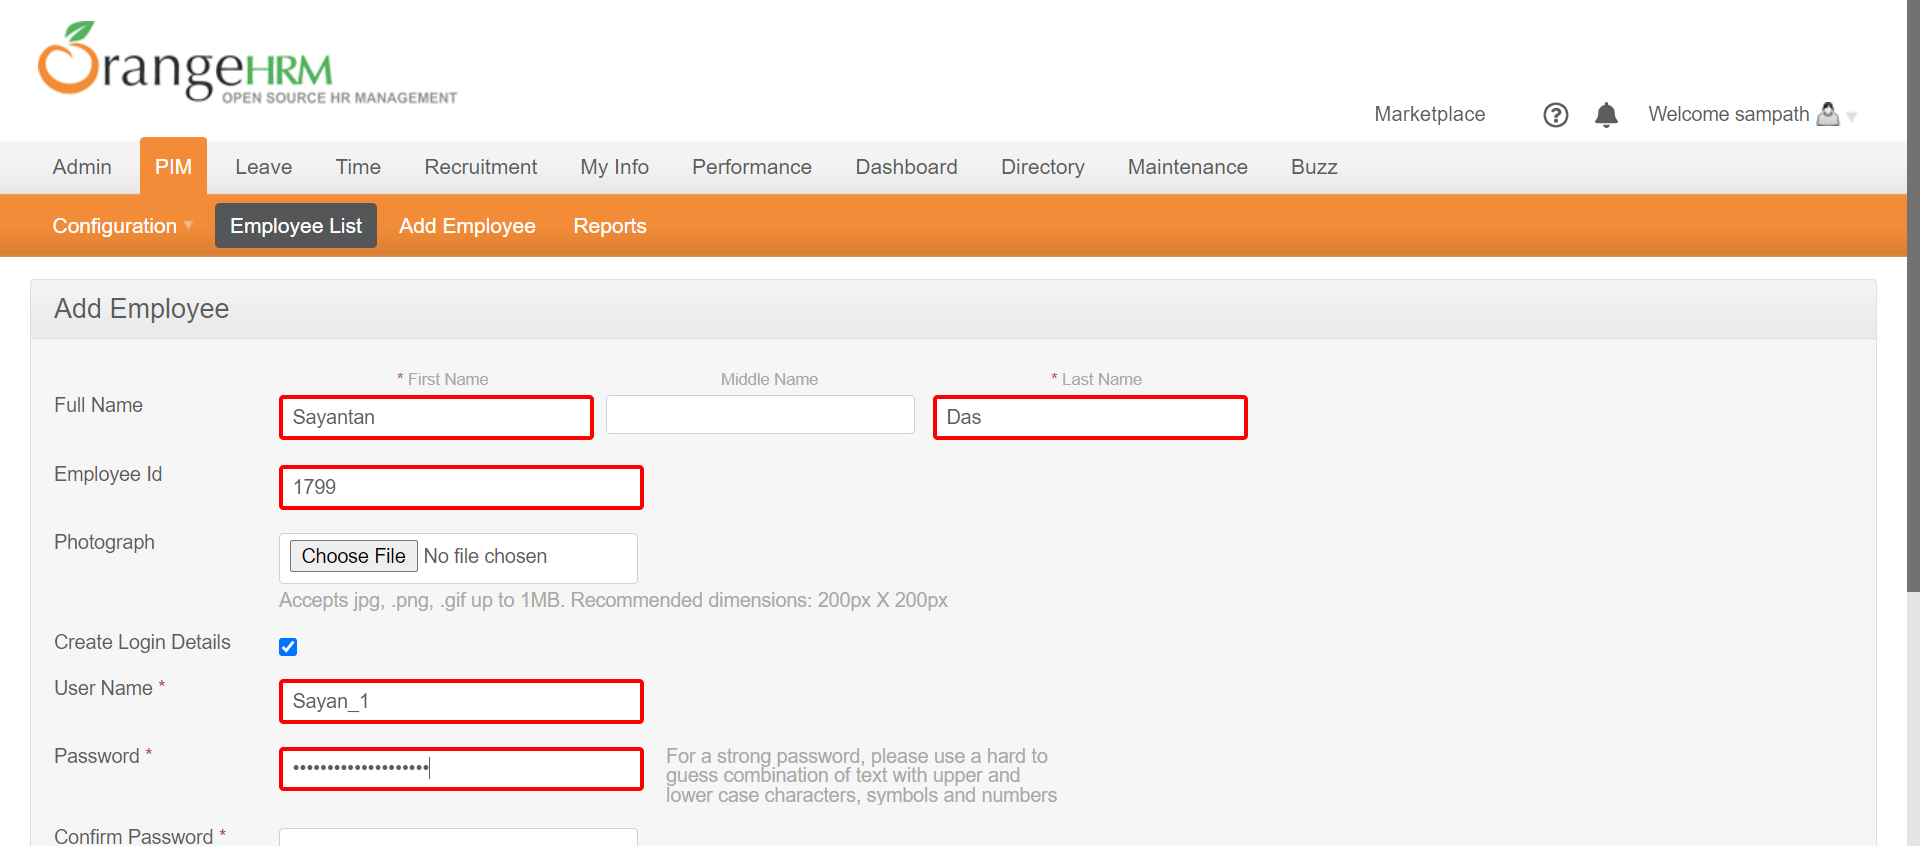 OrangeHRM
OPEN SOURCE HR MANAGEMENT
Marketplace ? Welcome sampath
Admin PIM Leave Time Recruitment My Info Performance Dashboard Directory Maintenance Buzz
Configuration Employee List Add Employee Reports
Add Employee
* First Name Middle Name * Last Name
Full Name Sayantan Das
Employee Id 1799
Photograph Choose File No file chosen
Accepts jpg, .png, .gif up to 1MB. Recommended dimensions: 200px X 200px
Create Login Details
User Name * Sayan_1
Password * •••••••••••••••••••• For a strong password, please use a hard to
guess combination of text with upper and
lower case characters, symbols and numbers
Confirm Password *